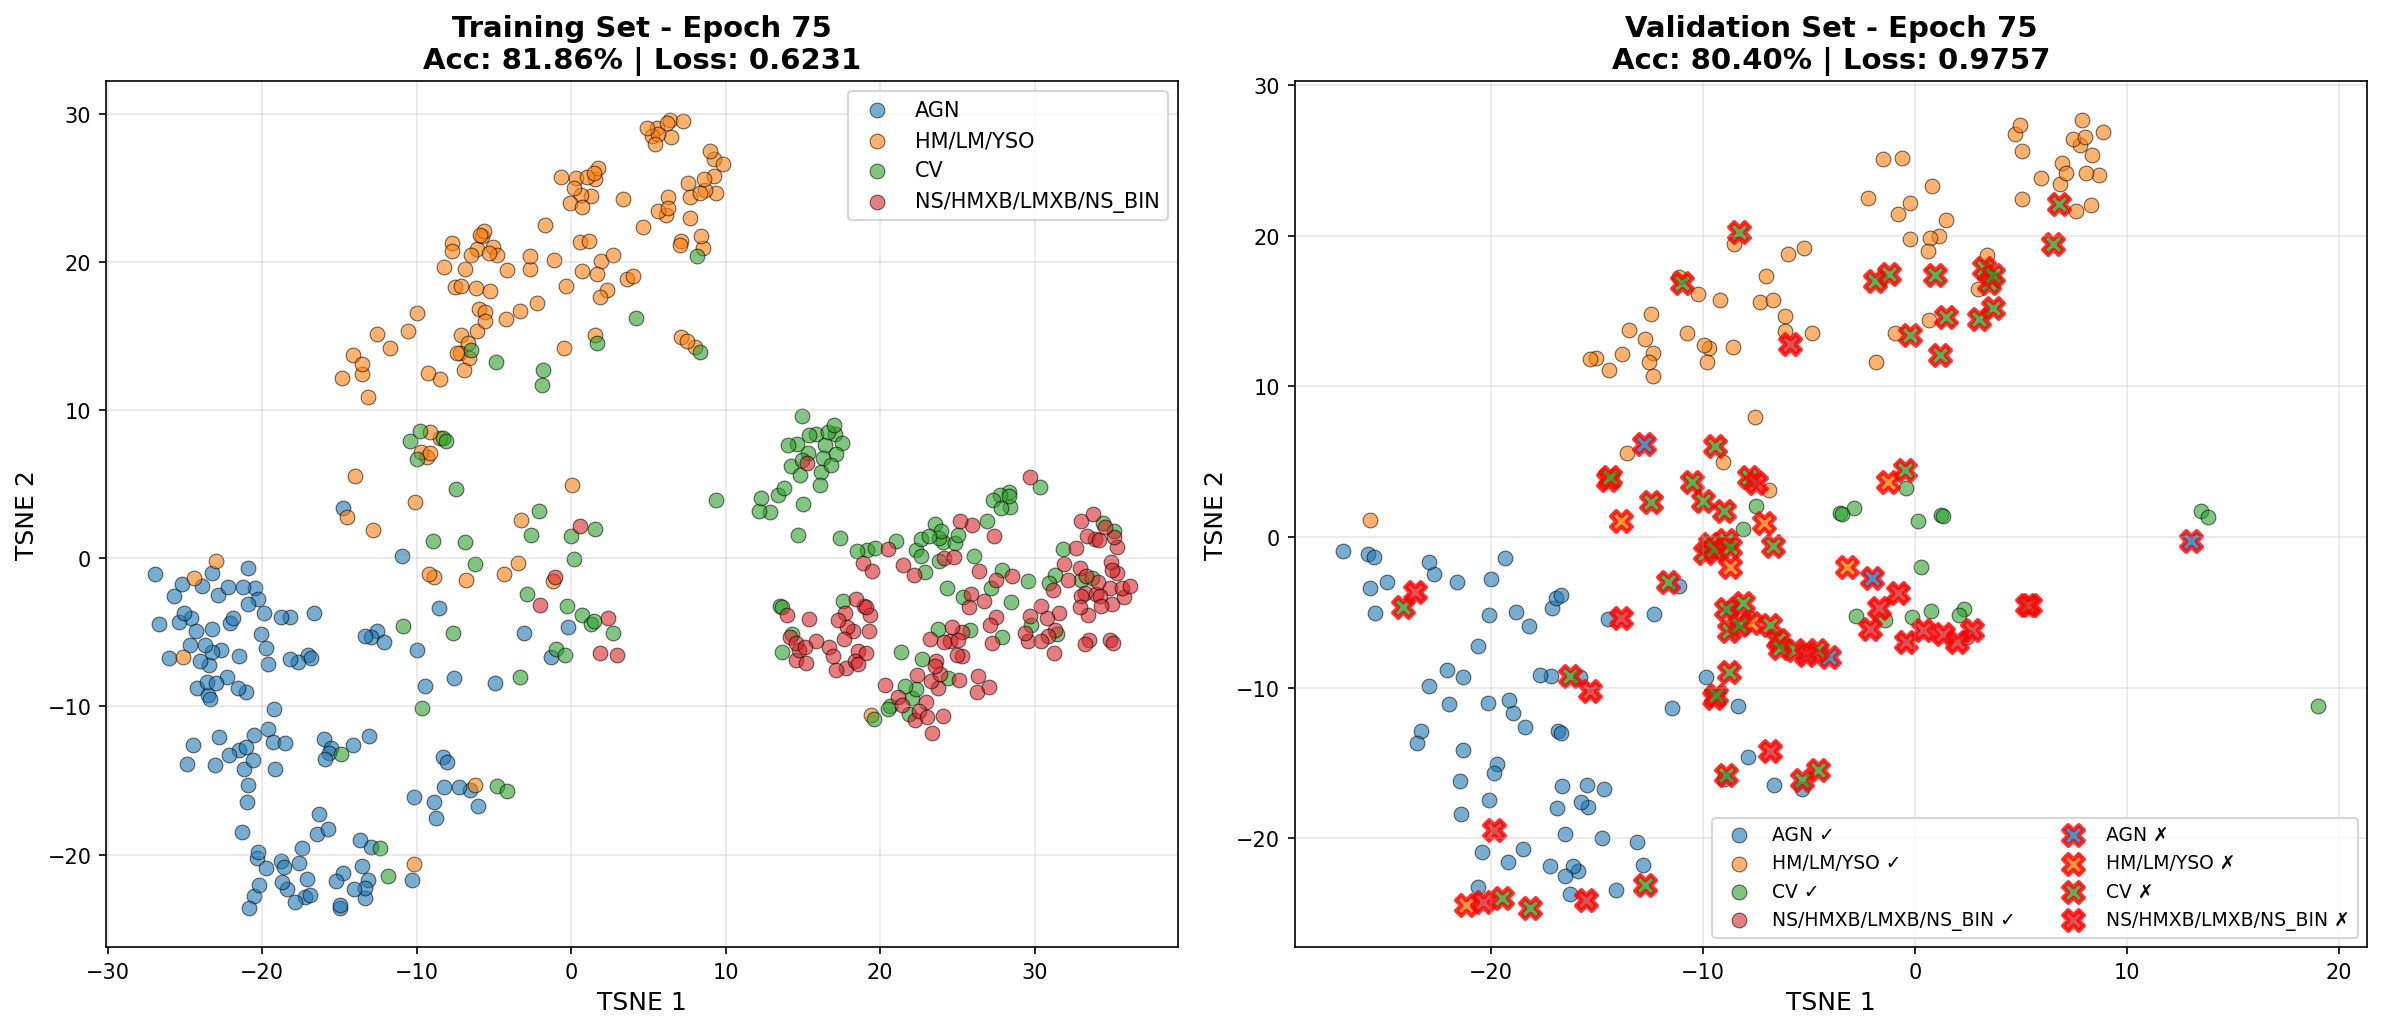 Training Set - Epoch 75
Acc: 81.86% | Loss: 0.6231
AGN
HM/LM/YSO
CV
NS/HMXB/LMXB/NS_BIN
30
20
10
0
−10
−20
TSNE 2
−30
−20
−10
0
10
20
30
TSNE 1
Validation Set - Epoch 75
Acc: 80.40% | Loss: 0.9757
30
20
10
0
−10
−20
TSNE 2
AGN ✓
HM/LM/YSO ✓
CV ✓
NS/HMXB/LMXB/NS_BIN ✓
AGN ✗
HM/LM/YSO ✗
CV ✗
NS/HMXB/LMXB/NS_BIN ✗
−20
−10
0
10
20
TSNE 1